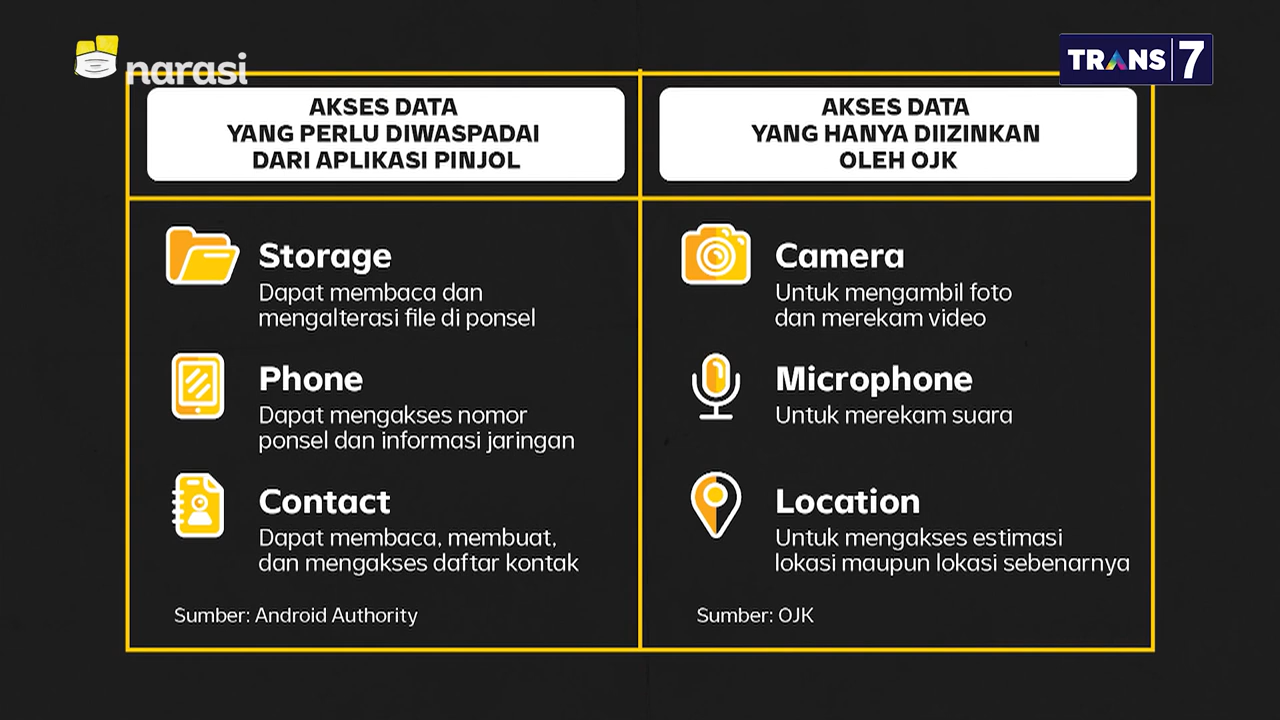 narasi
TRANS 7
AKSES DATA
YANG PERLU DIWASPADAI
DARI APLIKASI PINJOL
AKSES DATA
YANG HANYA DIIZINKAN
OLEH OJK
Storage
Dapat membaca dan
mengalterasi file di ponsel
Phone
Dapat mengakses nomor
ponsel dan informasi jaringan
Contact
Dapat membaca, membuat,
dan mengakses daftar kontak
Sumber: Android Authority
Camera
Untuk mengambil foto
dan merekam video
Microphone
Untuk merekam suara
Location
Untuk mengakses estimasi
lokasi maupun lokasi sebenarnya
Sumber: OJK